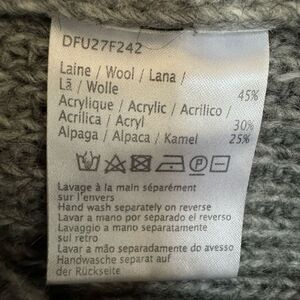 DFU27F242
Laine / Wool / Lana /
Lã / Wolle 45%
Acrylique / Acrylic / Acrilico /
Acrilica / Acryl 30%
Alpaga / Alpaca / Kamel 25%
Lavage à la main séparément
sur l'envers
Hand wash separately on reverse
Lavar a mano por separado el reverso
Lavaggio a mano separatamente
sul retro
Lavar a mão separadamente do avesso
Handwasche separat auf
der Rückseite